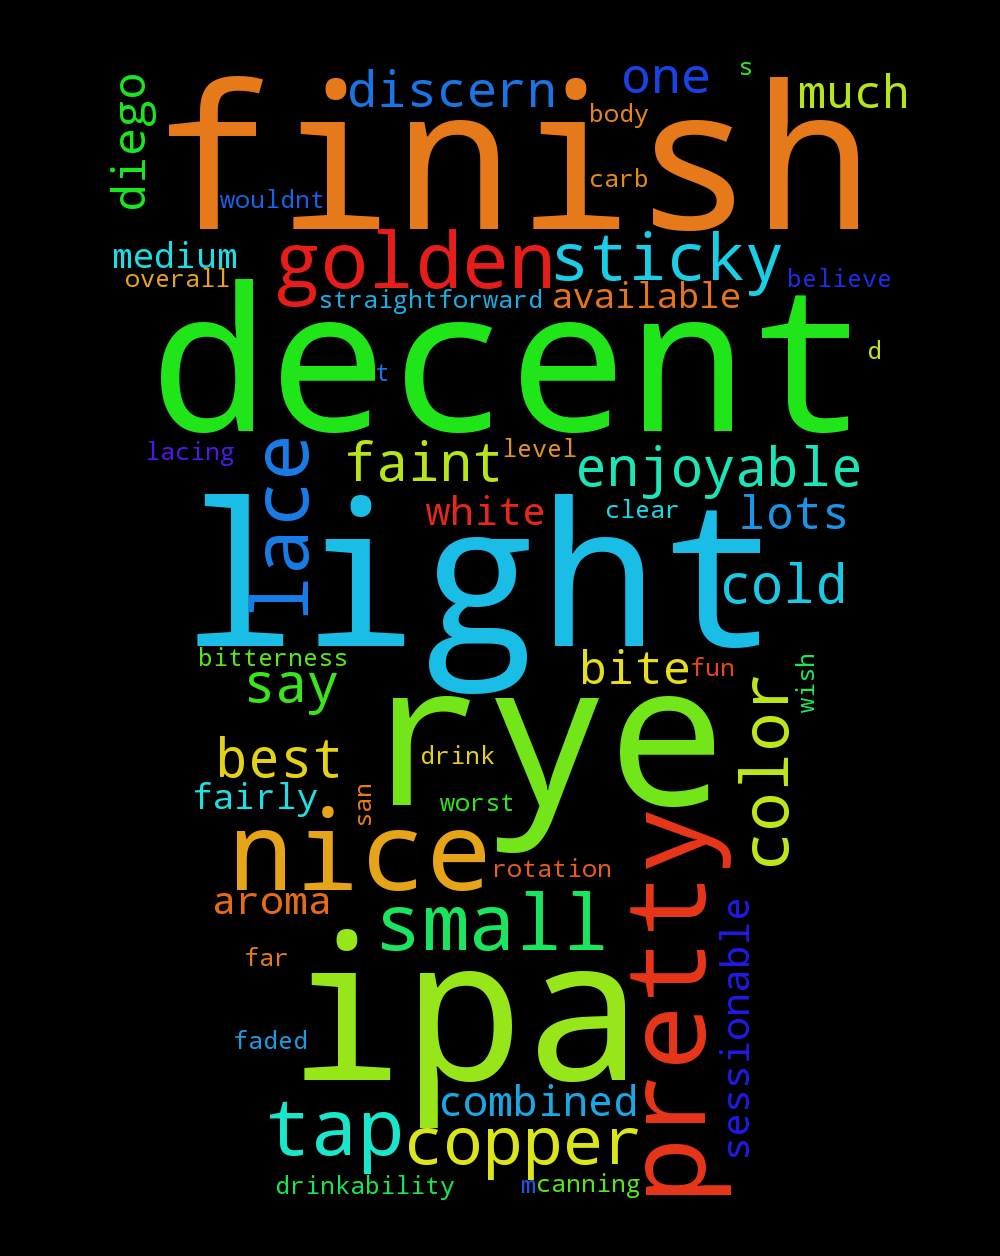 diego
finish
discern
one
s
much
body
carb
wouldnt
medium
golden
sticky
overall
straightforward
available
believe
decent
t
d
lacing
lace
faint
level
enjoyable
white
clear
lots
light
cold
bitterness
say
bite
fun
wish
rye
color
best
drink
fairly
san
worst
nice
rotation
pretty
aroma
small
sessionable
far
ipa
faded
combined
tap
copper
drinkability
m
canning